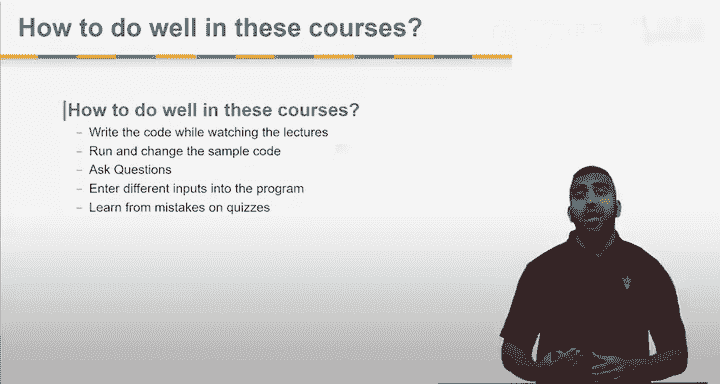 How to do well in these courses?
How to do well in these courses?
– Write the code while watching the lectures
– Run and change the sample code
– Ask Questions
– Enter different inputs into the program
– Learn from mistakes on quizzes